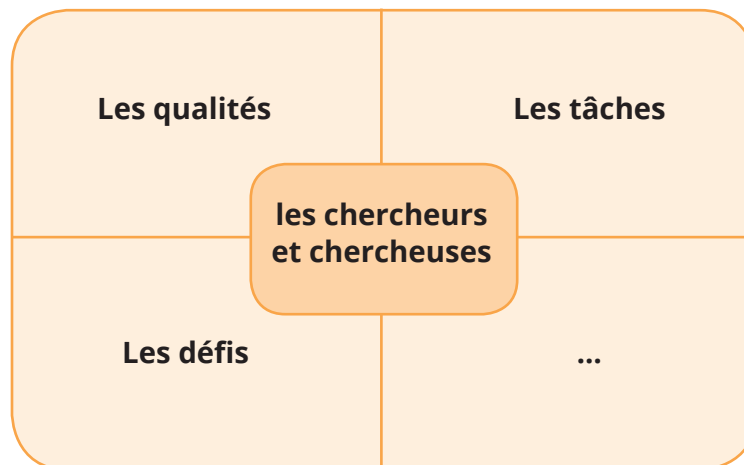 Les qualités
Les tâches
les chercheurs
et chercheuses
Les défis
...